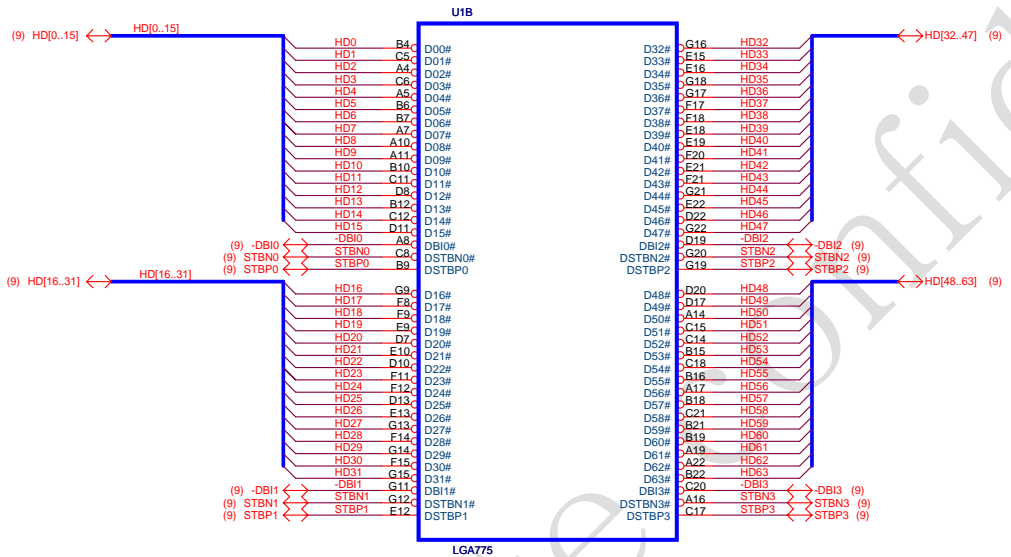 U1B
(9) HD[0..15] HD[0..15] HD[32..47] (9)
HD0 B4 D00# D32# G16 HD32
HD1 C5 D01# D33# E15 HD33
HD2 A4 D02# D34# E16 HD34
HD3 C6 D03# D35# G18 HD35
HD4 A5 D04# D36# G17 HD36
HD5 B6 D05# D37# F17 HD37
HD6 B7 D06# D38# F18 HD38
HD7 A7 D07# D39# E18 HD39
HD8 A10 D08# D40# E19 HD40
HD9 A11 D09# D41# F20 HD41
HD10 B10 D10# D42# E21 HD42
HD11 C11 D11# D43# F21 HD43
HD12 D8 D12# D44# G21 HD44
HD13 B12 D13# D45# E22 HD45
HD14 C12 D14# D46# D22 HD46
HD15 D11 D15# D47# G22 HD47
(9) -DBI0 -DBI0 A8 DBI0# DBI2# D19 -DBI2 -DBI2 (9)
(9) STBN0 STBN0 C8 DSTBN0# DSTBN2# G20 STBN2 STBN2 (9)
(9) STBP0 STBP0 B9 DSTBP0 DSTBP2 G19 STBP2 STBP2 (9)
(9) HD[16..31] HD[16..31] HD[48..63] (9)
HD16 G9 D16# D48# D20 HD48
HD17 F8 D17# D49# D17 HD49
HD18 F9 D18# D50# A14 HD50
HD19 E9 D19# D51# C15 HD51
HD20 D7 D20# D52# C14 HD52
HD21 E10 D21# D53# B15 HD53
HD22 D10 D22# D54# C18 HD54
HD23 F11 D23# D55# B16 HD55
HD24 F12 D24# D56# A17 HD56
HD25 D13 D25# D57# B18 HD57
HD26 E13 D26# D58# C21 HD58
HD27 G13 D27# D59# B21 HD59
HD28 F14 D28# D60# B19 HD60
HD29 G14 D29# D61# A19 HD61
HD30 F15 D30# D62# A22 HD62
HD31 G15 D31# D63# B22 HD63
(9) -DBI1 -DBI1 G11 DBI1# DBI3# C20 -DBI3 -DBI3 (9)
(9) STBN1 STBN1 G12 DSTBN1# DSTBN3# A16 STBN3 STBN3 (9)
(9) STBP1 STBP1 E12 DSTBP1 DSTBP3 C17 STBP3 STBP3 (9)
LGA775